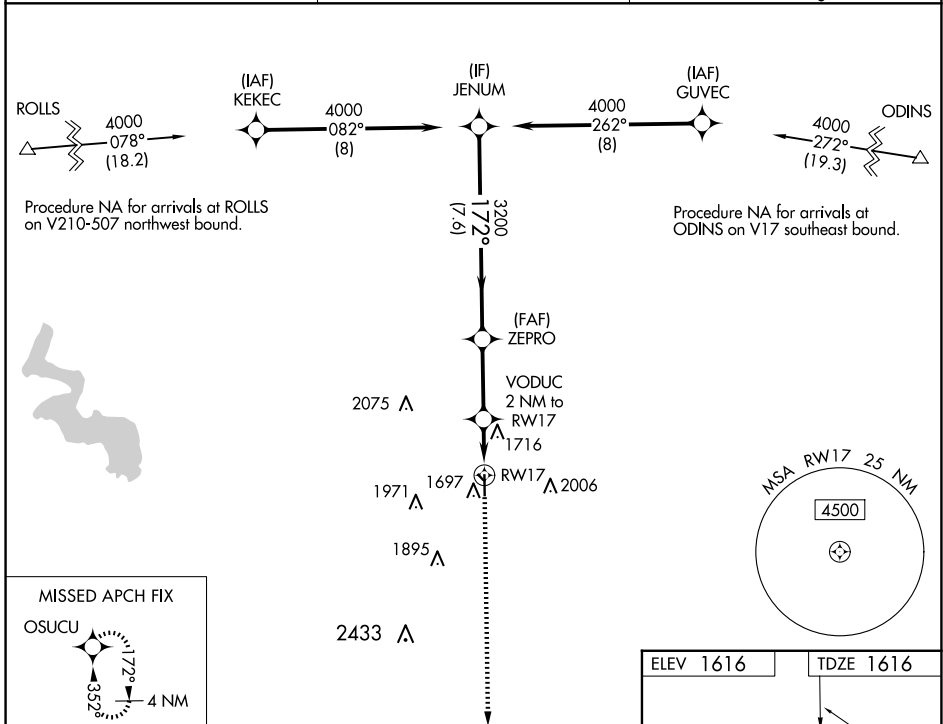 (IAF)
KEKEC
(IF)
JENUM
(IAF)
GUVEC
ROLLS
4000
078°
(18.2)
4000
082°
(8)
4000
262°
(8)
ODINS
4000
272°
(19.3)
Procedure NA for arrivals at ROLLS
on V210-507 northwest bound.
Procedure NA for arrivals at
ODINS on V17 southeast bound.
3200
172°
(7.6)
(FAF)
ZEPRO
VODUC
2 NM to
RW17
2075
1716
RW17
1697
2006
1971
1895
2433
MSA RW17 25 NM
4500
MISSED APCH FIX
OSUCU
172°
352°
4 NM
ELEV 1616
TDZE 1616